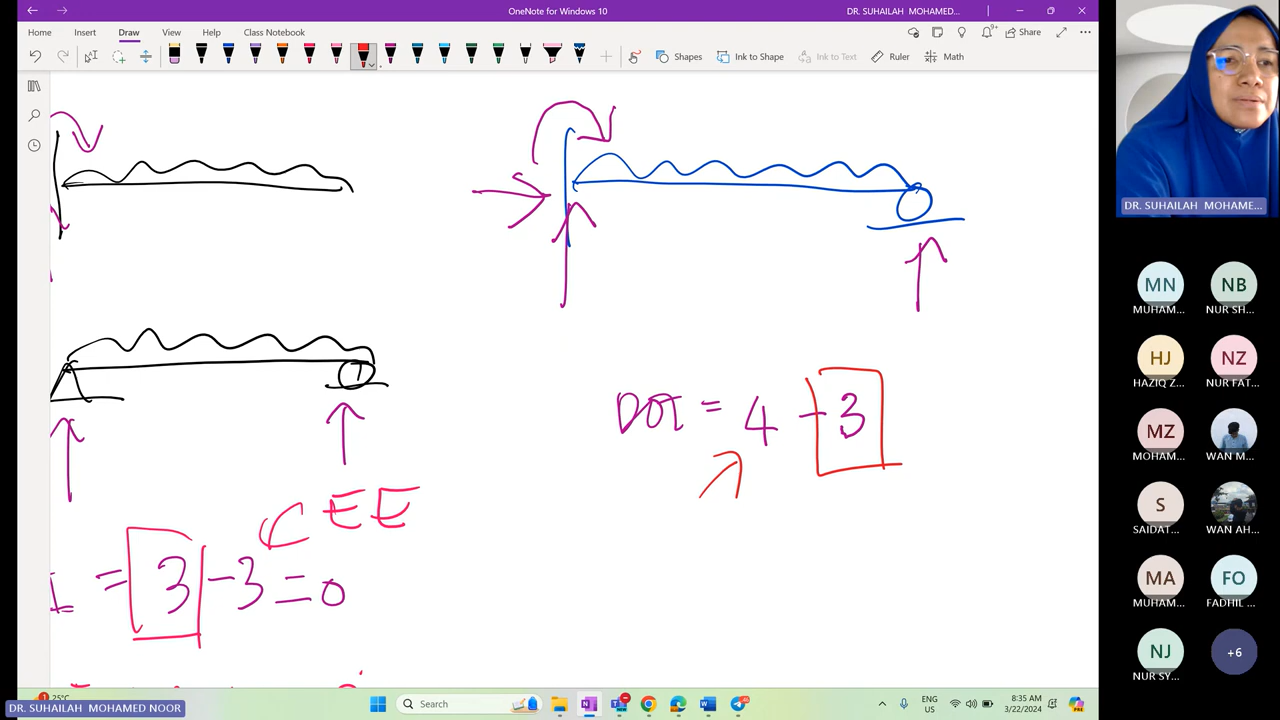 OneNote for Windows 10
DR. SUHAILAH MOHAMED...
Home Insert Draw View Help Class Notebook
Share
Shapes Ink to Shape Ink to Text Ruler Math
DR. SUHAILAH MOHAME...
MN NB
MUHAM... NUR SH...
HJ NZ
HAZIQ Z... NUR FAT...
MZ
MOHAM... WAN M...
S
SAIDAT... WAN AH...
MA FO
MUHAM... FADHIL ...
NJ +6
NUR SY...
DOI = 4 - 3
EE
I = 3 - 3 = 0
25°C
DR. SUHAILAH MOHAMED NOOR
Search
ENG
US
8:35 AM
3/22/2024